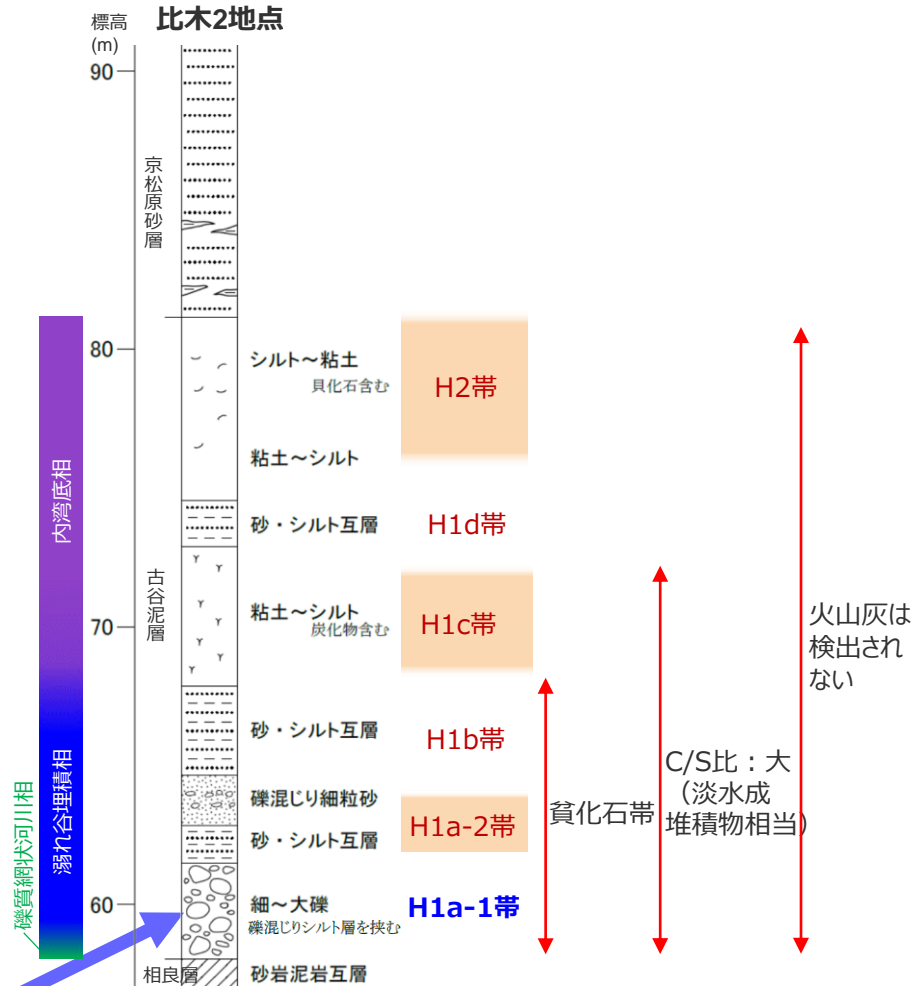 比木2地点
標高
(m)
90
京松原砂層
80
シルト～粘土
貝化石含む
H2帯
粘土～シルト
内湾底相
砂・シルト互層
H1d帯
古谷泥層
70
粘土～シルト
炭化物含む
H1c帯
火山灰は
検出され
ない
砂・シルト互層
H1b帯
C/S比：大
（淡水成
堆積物相当）
溺れ谷埋積相
礫混じり細粒砂
貧化石帯
H1a-2帯
砂・シルト互層
礫質網状河川相
60
細～大礫
礫混じりシルト層を挟む
H1a-1帯
相良層
砂岩泥岩互層